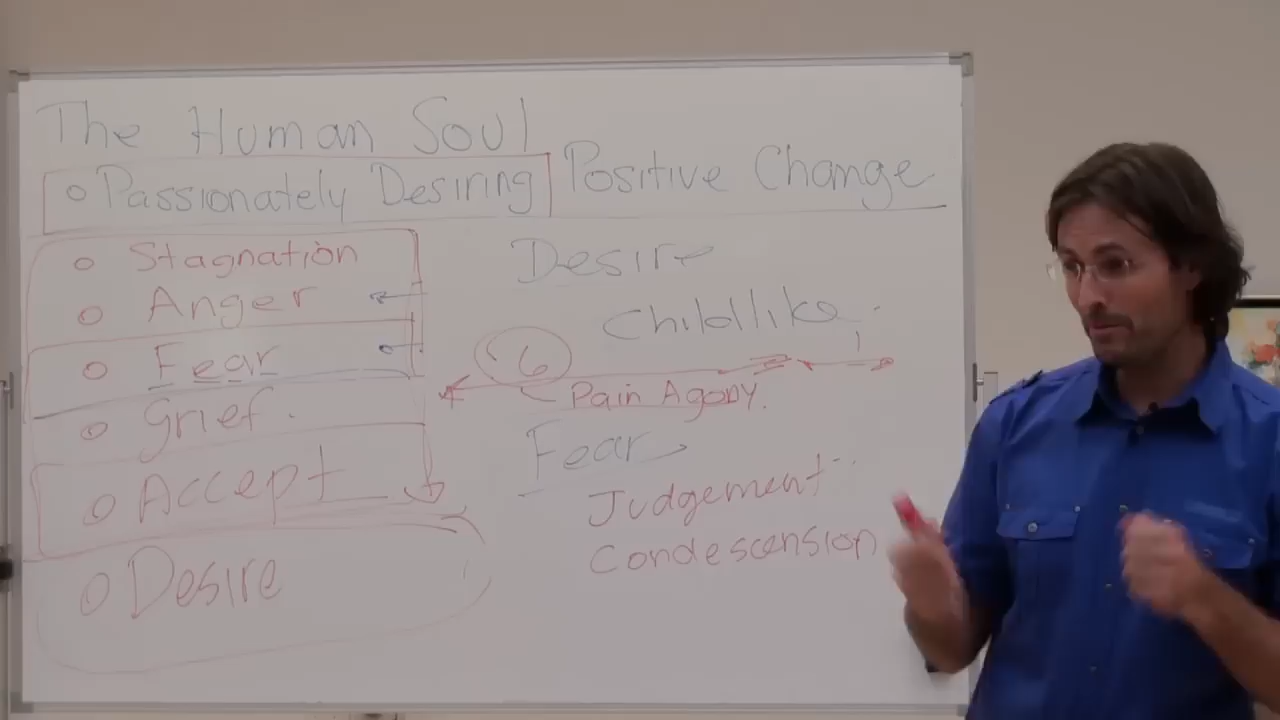 The Human Soul
Passionately Desiring Positive Change
Stagnation
Anger
Fear
Grief.
Accept
Desire
Desire
Childlike
6
Pain Agony.
Fear
Judgement
Condescension